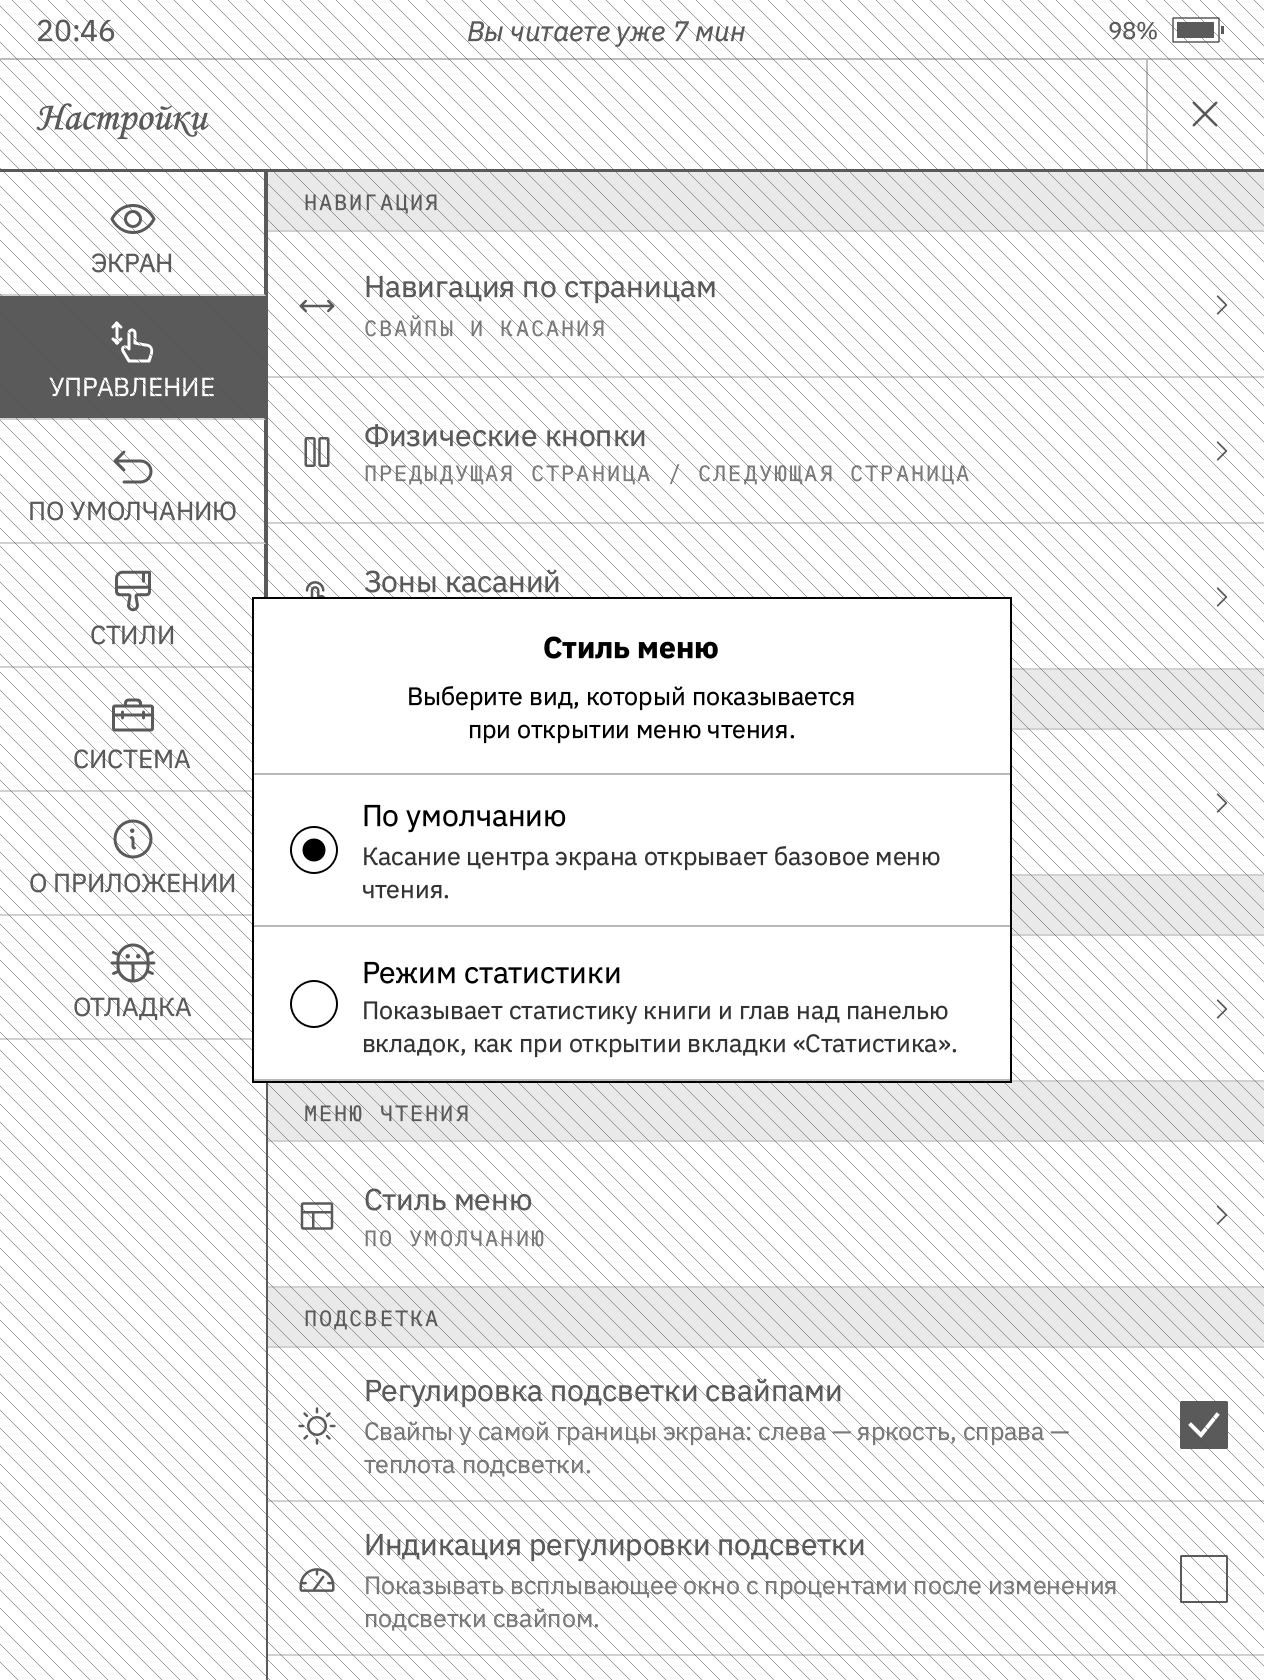 20:46
Вы читаете уже 7 мин
98%
Настройки
ЭКРАН
УПРАВЛЕНИЕ
ПО УМОЛЧАНИЮ
СТИЛИ
СИСТЕМА
О ПРИЛОЖЕНИИ
ОТЛАДКА
НАВИГАЦИЯ
Навигация по страницам
СВАЙПЫ И КАСАНИЯ
Физические кнопки
ПРЕДЫДУЩАЯ СТРАНИЦА / СЛЕДУЮЩАЯ СТРАНИЦА
Зоны касаний
Стиль меню
Выберите вид, который показывается
при открытии меню чтения.
По умолчанию
Касание центра экрана открывает базовое меню
чтения.
Режим статистики
Показывает статистику книги и глав над панелью
вкладок, как при открытии вкладки «Статистика».
МЕНЮ ЧТЕНИЯ
Стиль меню
ПО УМОЛЧАНИЮ
ПОДСВЕТКА
Регулировка подсветки свайпами
Свайпы у самой границы экрана: слева — яркость, справа —
теплота подсветки.
Индикация регулировки подсветки
Показывать всплывающее окно с процентами после изменения
подсветки свайпом.